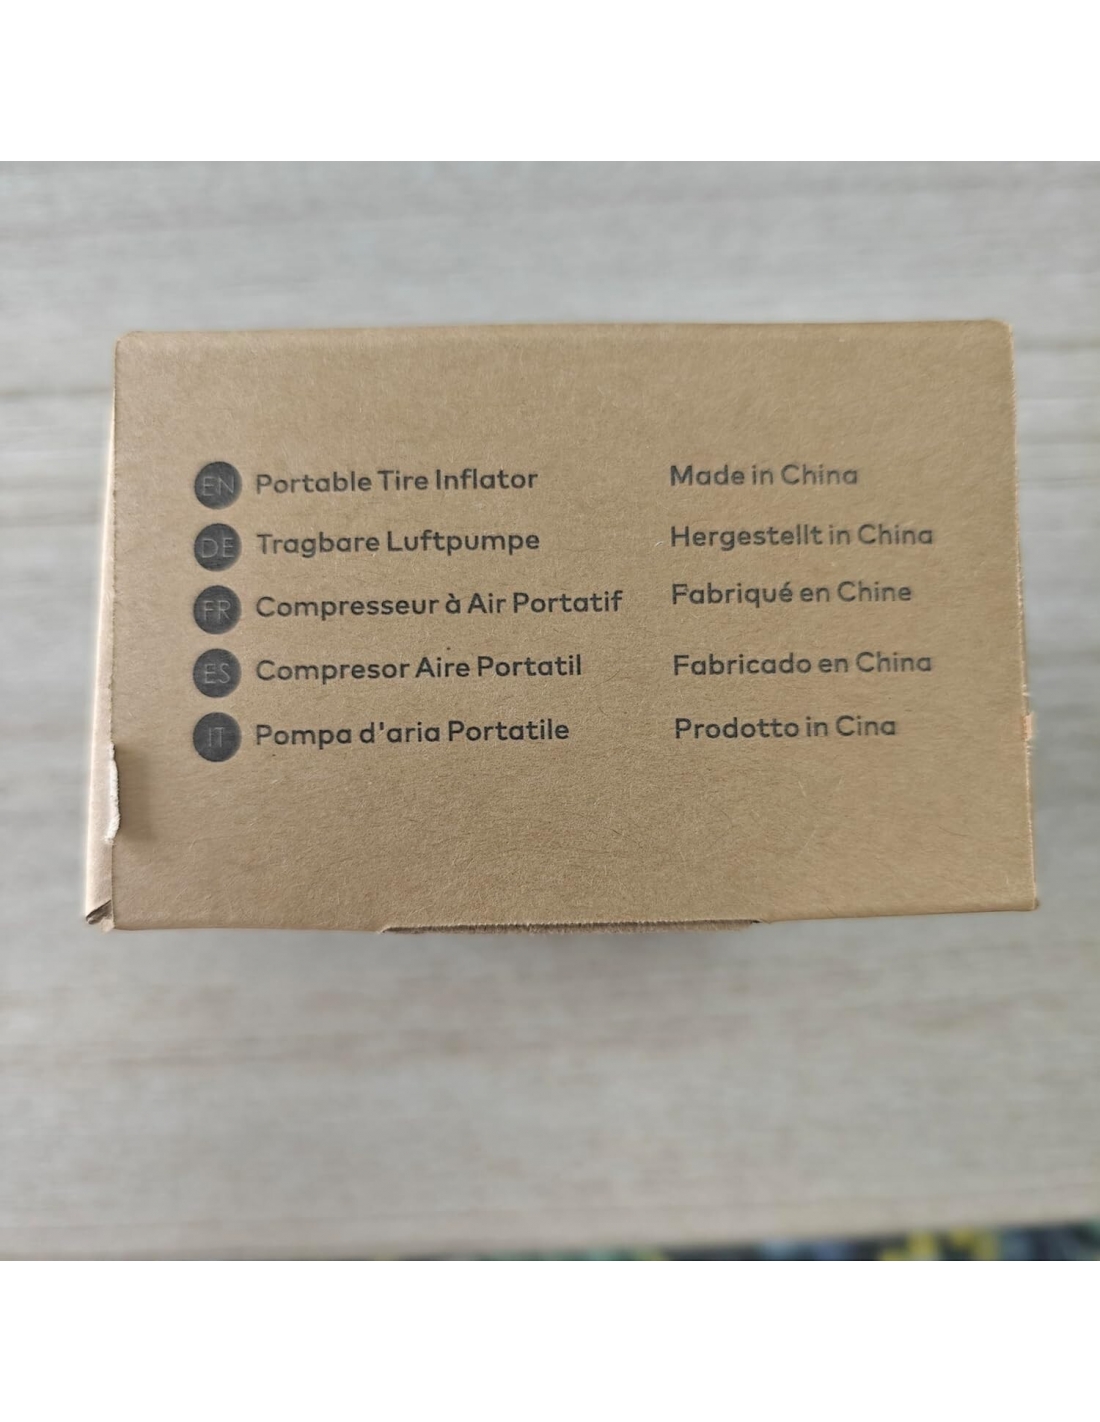 EN Portable Tire Inflator Made in China
DE Tragbare Luftpumpe Hergestellt in China
FR Compresseur à Air Portatif Fabriqué en Chine
ES Compresor Aire Portatil Fabricado en China
IT Pompa d'aria Portatile Prodotto in Cina